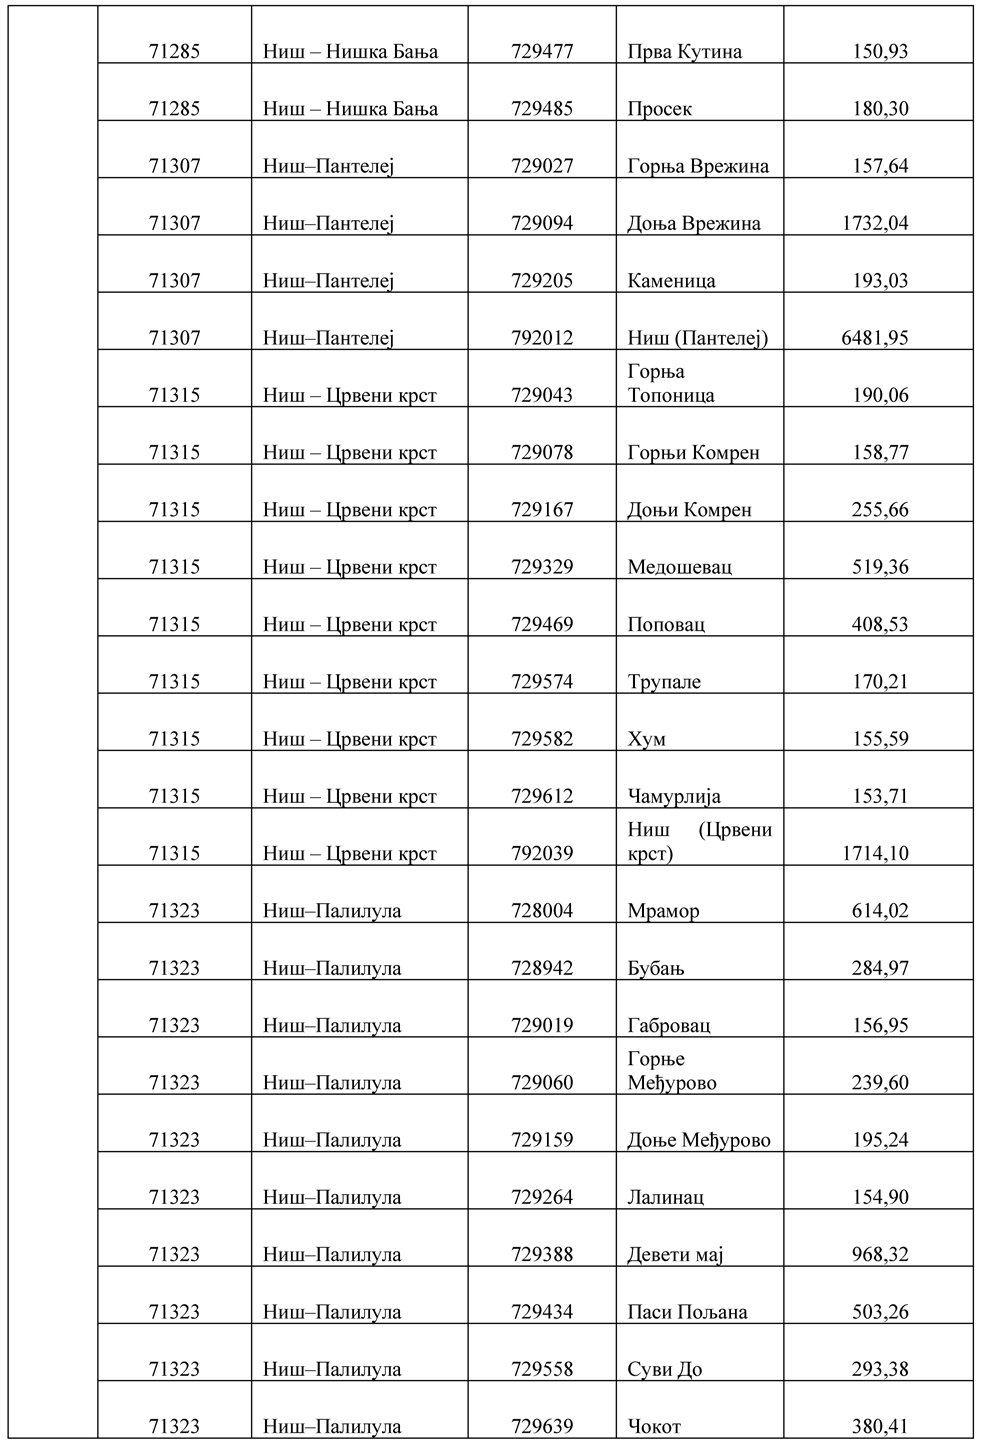 71285 Ниш – Нишка Бања 729477 Прва Кутина 150,93
71285 Ниш – Нишка Бања 729485 Просек 180,30
71307 Ниш–Пантелеј 729027 Горња Врежина 157,64
71307 Ниш–Пантелеј 729094 Доња Врежина 1732,04
71307 Ниш–Пантелеј 729205 Каменица 193,03
71307 Ниш–Пантелеј 792012 Ниш (Пантелеј) 6481,95
Горња
71315 Ниш – Црвени крст 729043 Топоница 190,06
71315 Ниш – Црвени крст 729078 Горњи Комрен 158,77
71315 Ниш – Црвени крст 729167 Доњи Комрен 255,66
71315 Ниш – Црвени крст 729329 Медошевац 519,36
71315 Ниш – Црвени крст 729469 Поповац 408,53
71315 Ниш – Црвени крст 729574 Трупале 170,21
71315 Ниш – Црвени крст 729582 Хум 155,59
71315 Ниш – Црвени крст 729612 Чамурлија 153,71
Ниш (Црвени
71315 Ниш – Црвени крст 792039 крст) 1714,10
71323 Ниш–Палилула 728004 Мрамор 614,02
71323 Ниш–Палилула 728942 Бубањ 284,97
71323 Ниш–Палилула 729019 Габровац 156,95
Горње
71323 Ниш–Палилула 729060 Међурово 239,60
71323 Ниш–Палилула 729159 Доње Међурово 195,24
71323 Ниш–Палилула 729264 Лалинац 154,90
71323 Ниш–Палилула 729388 Девети мај 968,32
71323 Ниш–Палилула 729434 Паси Пољана 503,26
71323 Ниш–Палилула 729558 Суви До 293,38
71323 Ниш–Палилула 729639 Чокот 380,41